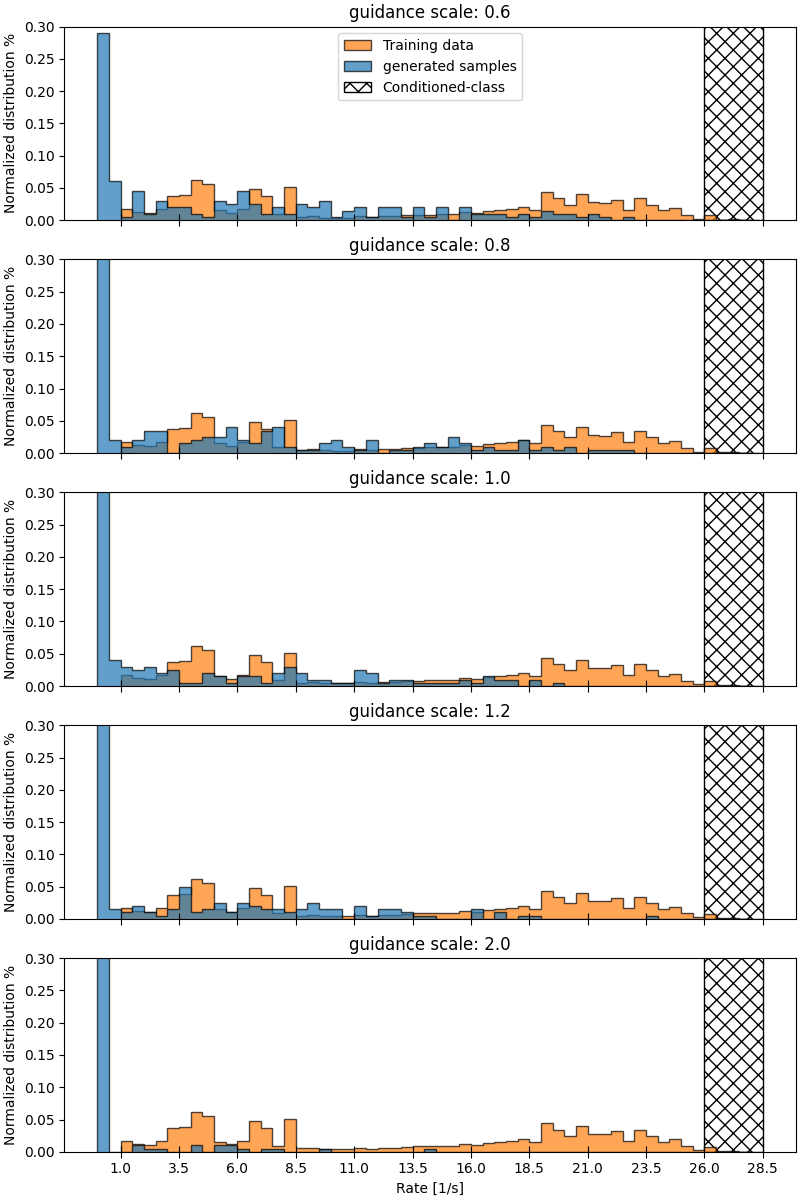 guidance scale: 0.6
Normalized distribution %
0.30
0.25
0.20
0.15
0.10
0.05
0.00
Training data
generated samples
Conditioned-class
guidance scale: 0.8
Normalized distribution %
0.30
0.25
0.20
0.15
0.10
0.05
0.00
guidance scale: 1.0
Normalized distribution %
0.30
0.25
0.20
0.15
0.10
0.05
0.00
guidance scale: 1.2
Normalized distribution %
0.30
0.25
0.20
0.15
0.10
0.05
0.00
guidance scale: 2.0
Normalized distribution %
0.30
0.25
0.20
0.15
0.10
0.05
0.00
1.0 3.5 6.0 8.5 11.0 13.5 16.0 18.5 21.0 23.5 26.0 28.5
Rate [1/s]